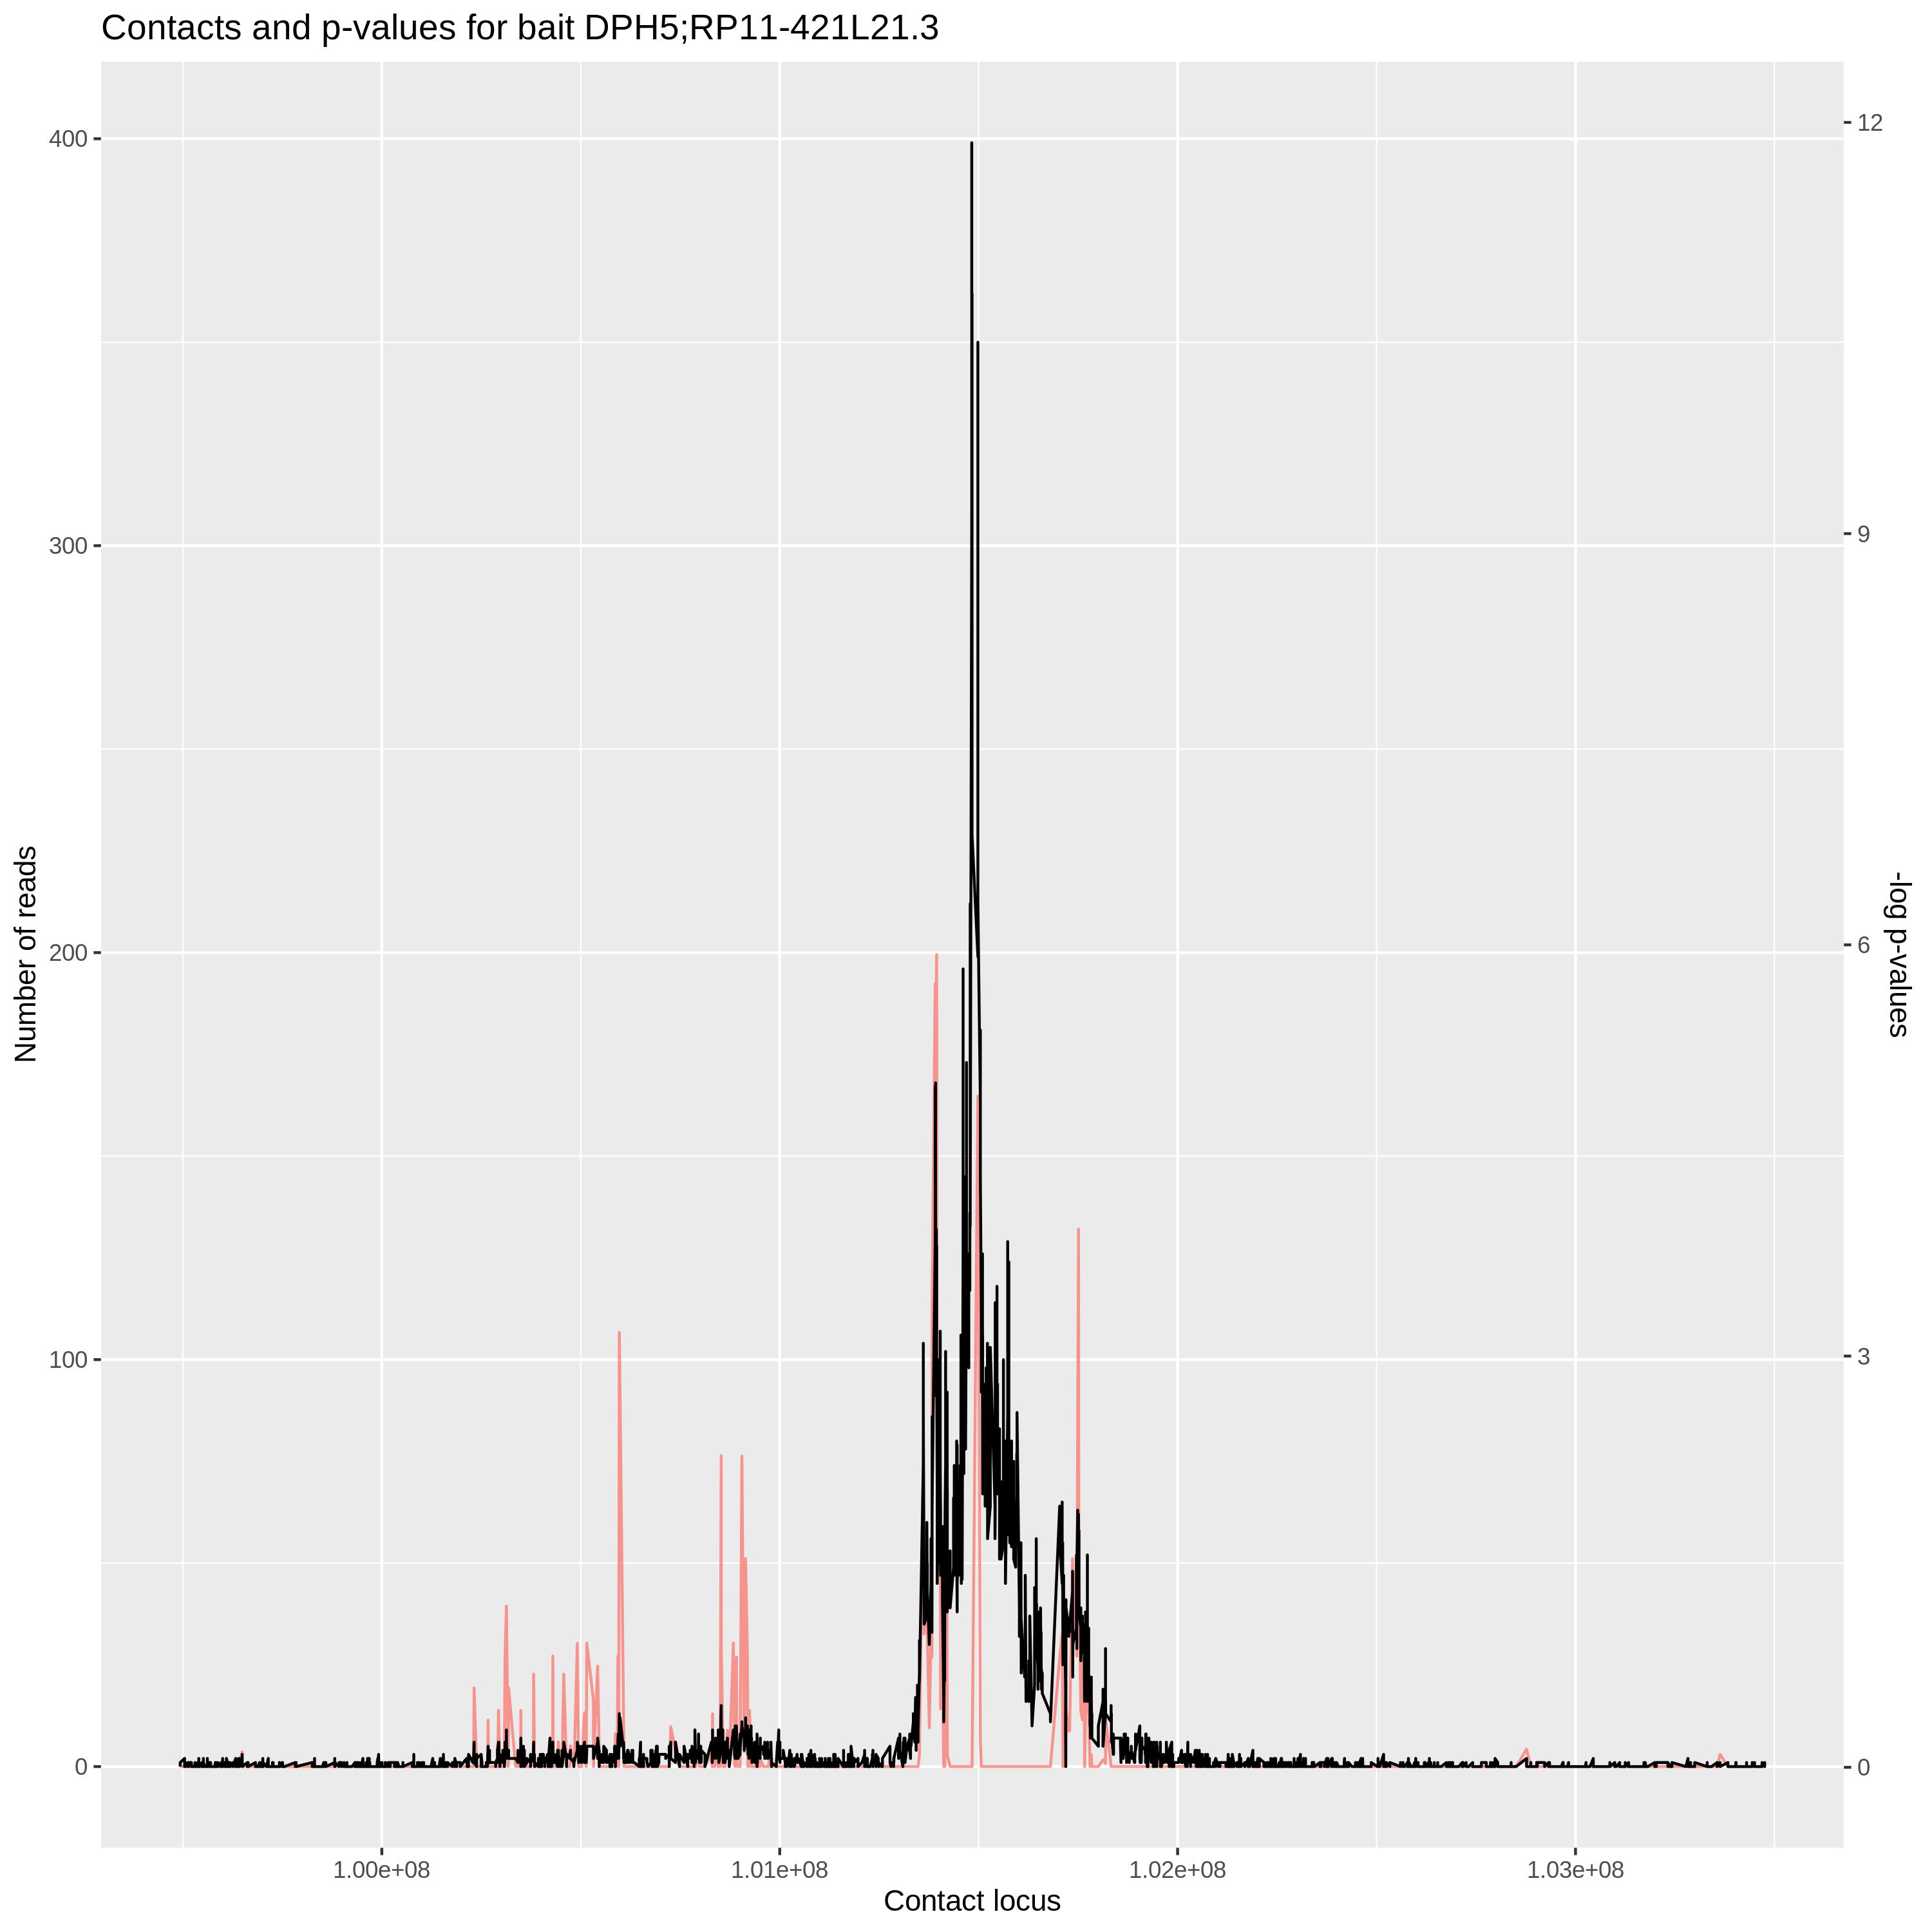 Contacts and p-values for bait DPH5;RP11-421L21.3
400
300
200
100
0
Number of reads
12
9
6
3
0
-log p-values
1.00e+08
1.01e+08
1.02e+08
1.03e+08
Contact locus